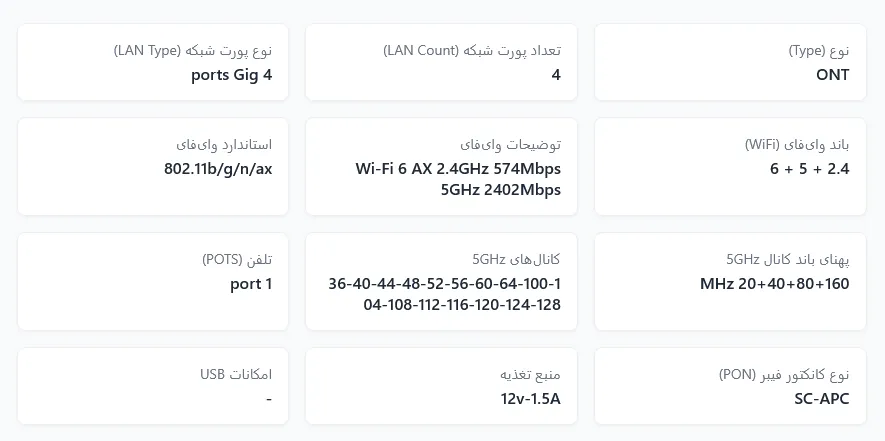 نوع (Type)
ONT
تعداد پورت شبکه (LAN Count)
4
نوع پورت شبکه (LAN Type)
4 ports Gig
باند وای‌فای (WiFi)
2.4 + 5 + 6
توضیحات وای‌فای
Wi-Fi 6 AX 2.4GHz 574Mbps
5GHz 2402Mbps
استاندارد وای‌فای
802.11b/g/n/ax
پهنای باند کانال 5GHz
20+40+80+160 MHz
کانال‌های 5GHz
36-40-44-48-52-56-60-64-100-1
04-108-112-116-120-124-128
تلفن (POTS)
1 port
نوع کانکتور فیبر (PON)
SC-APC
منبع تغذیه
12v-1.5A
امکانات USB
-